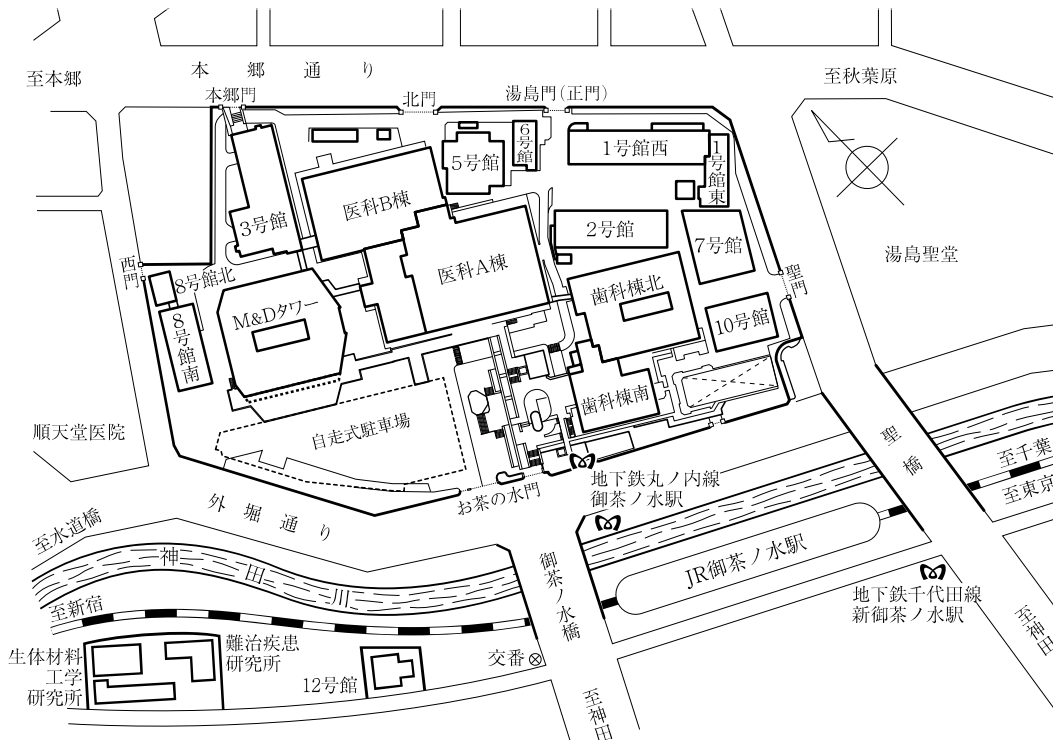 至本郷
本郷通り
至秋葉原
本郷門
北門
湯島門(正門)
6号館
5号館
1号館西
1号館東
医科B棟
3号館
2号館
7号館
医科A棟
湯島聖堂
西門
8号館北
聖門
歯科棟北
M&Dタワー
10号館
8号館南
歯科棟南
自走式駐車場
順天堂医院
聖橋
至千葉
至東京
地下鉄丸ノ内線
御茶ノ水駅
お茶の水門
外堀通り
至水道橋
神田川
御茶ノ水橋
JR御茶ノ水駅
至新宿
地下鉄千代田線
新御茶ノ水駅
至神田
生体材料
工学
研究所
難治疾患
研究所
12号館
交番
至神田